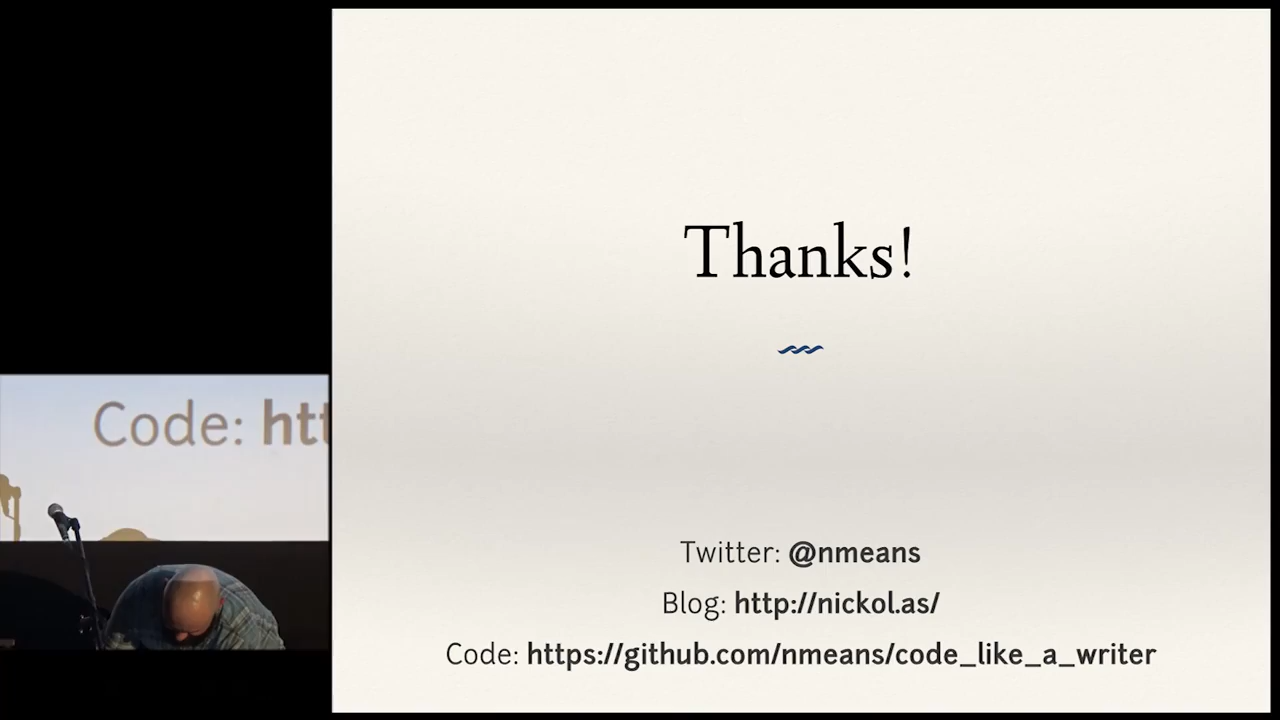 Thanks!
Twitter: @nmeans
Blog: http://nickol.as/
Code: https://github.com/nmeans/code_like_a_writer
Code: htt